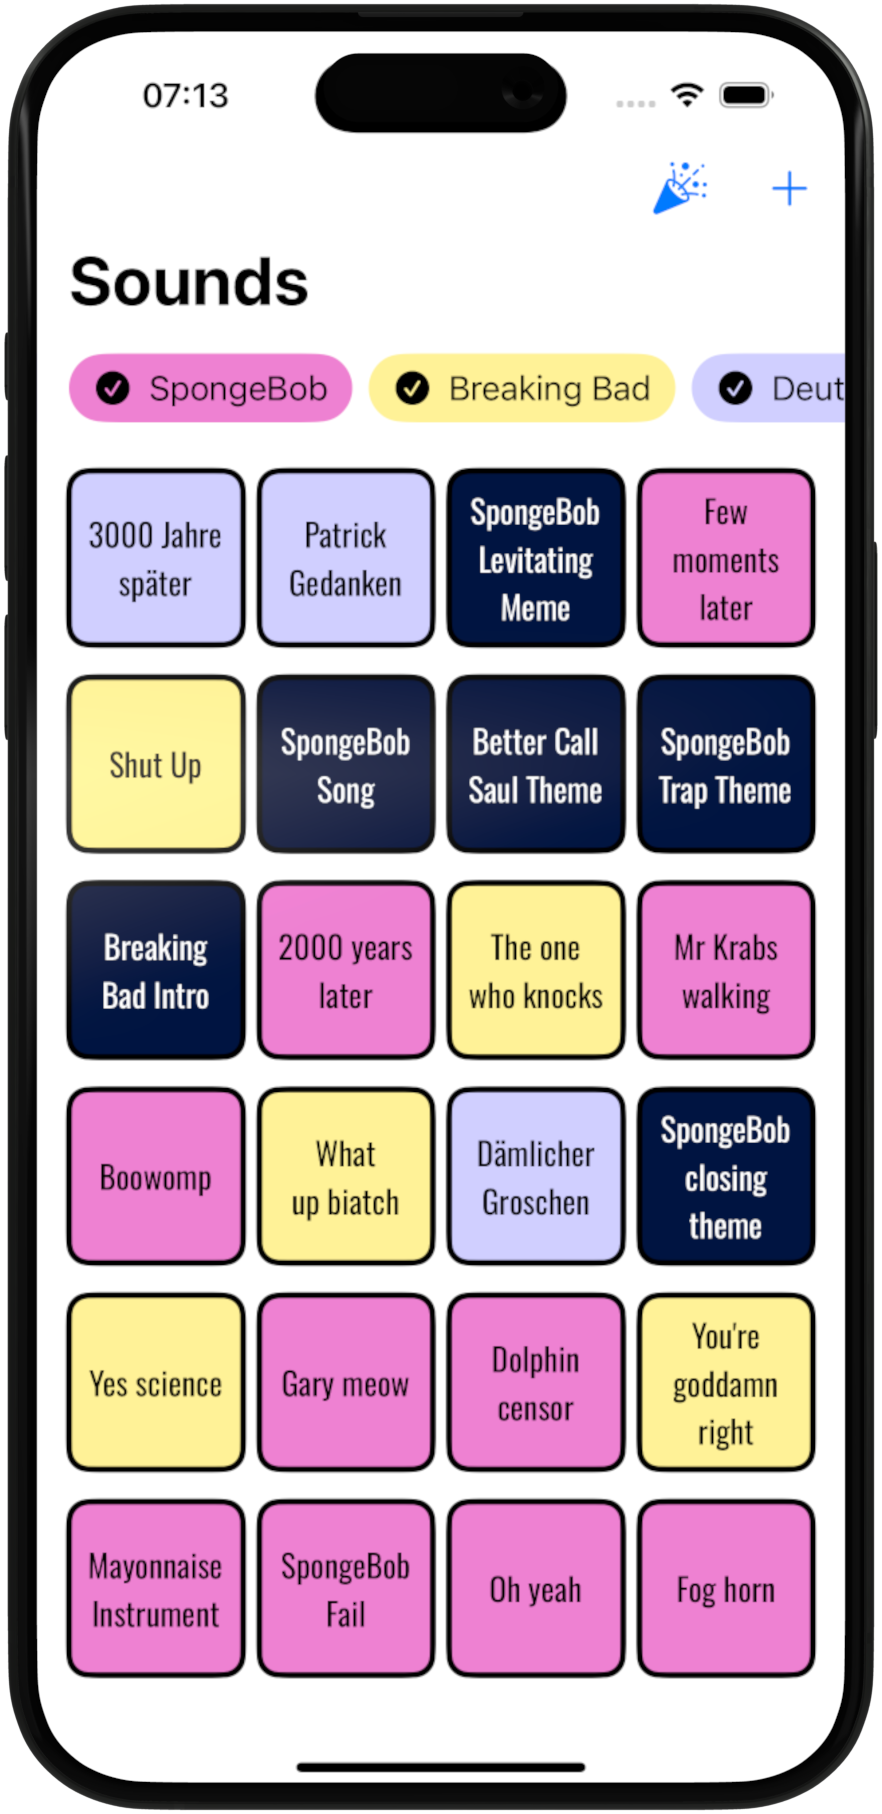 07:13
Sounds
SpongeBob
Breaking Bad
Deut
3000 Jahre
später
Patrick
Gedanken
SpongeBob
Levitating
Meme
Few
moments
later
Shut Up
SpongeBob
Song
Better Call
Saul Theme
SpongeBob
Trap Theme
Breaking
Bad Intro
2000 years
later
The one
who knocks
Mr Krabs
walking
Boowomp
What
up biatch
Dämlicher
Groschen
SpongeBob
closing
theme
Yes science
Gary meow
Dolphin
censor
You're
goddamn
right
Mayonnaise
Instrument
SpongeBob
Fail
Oh yeah
Fog horn